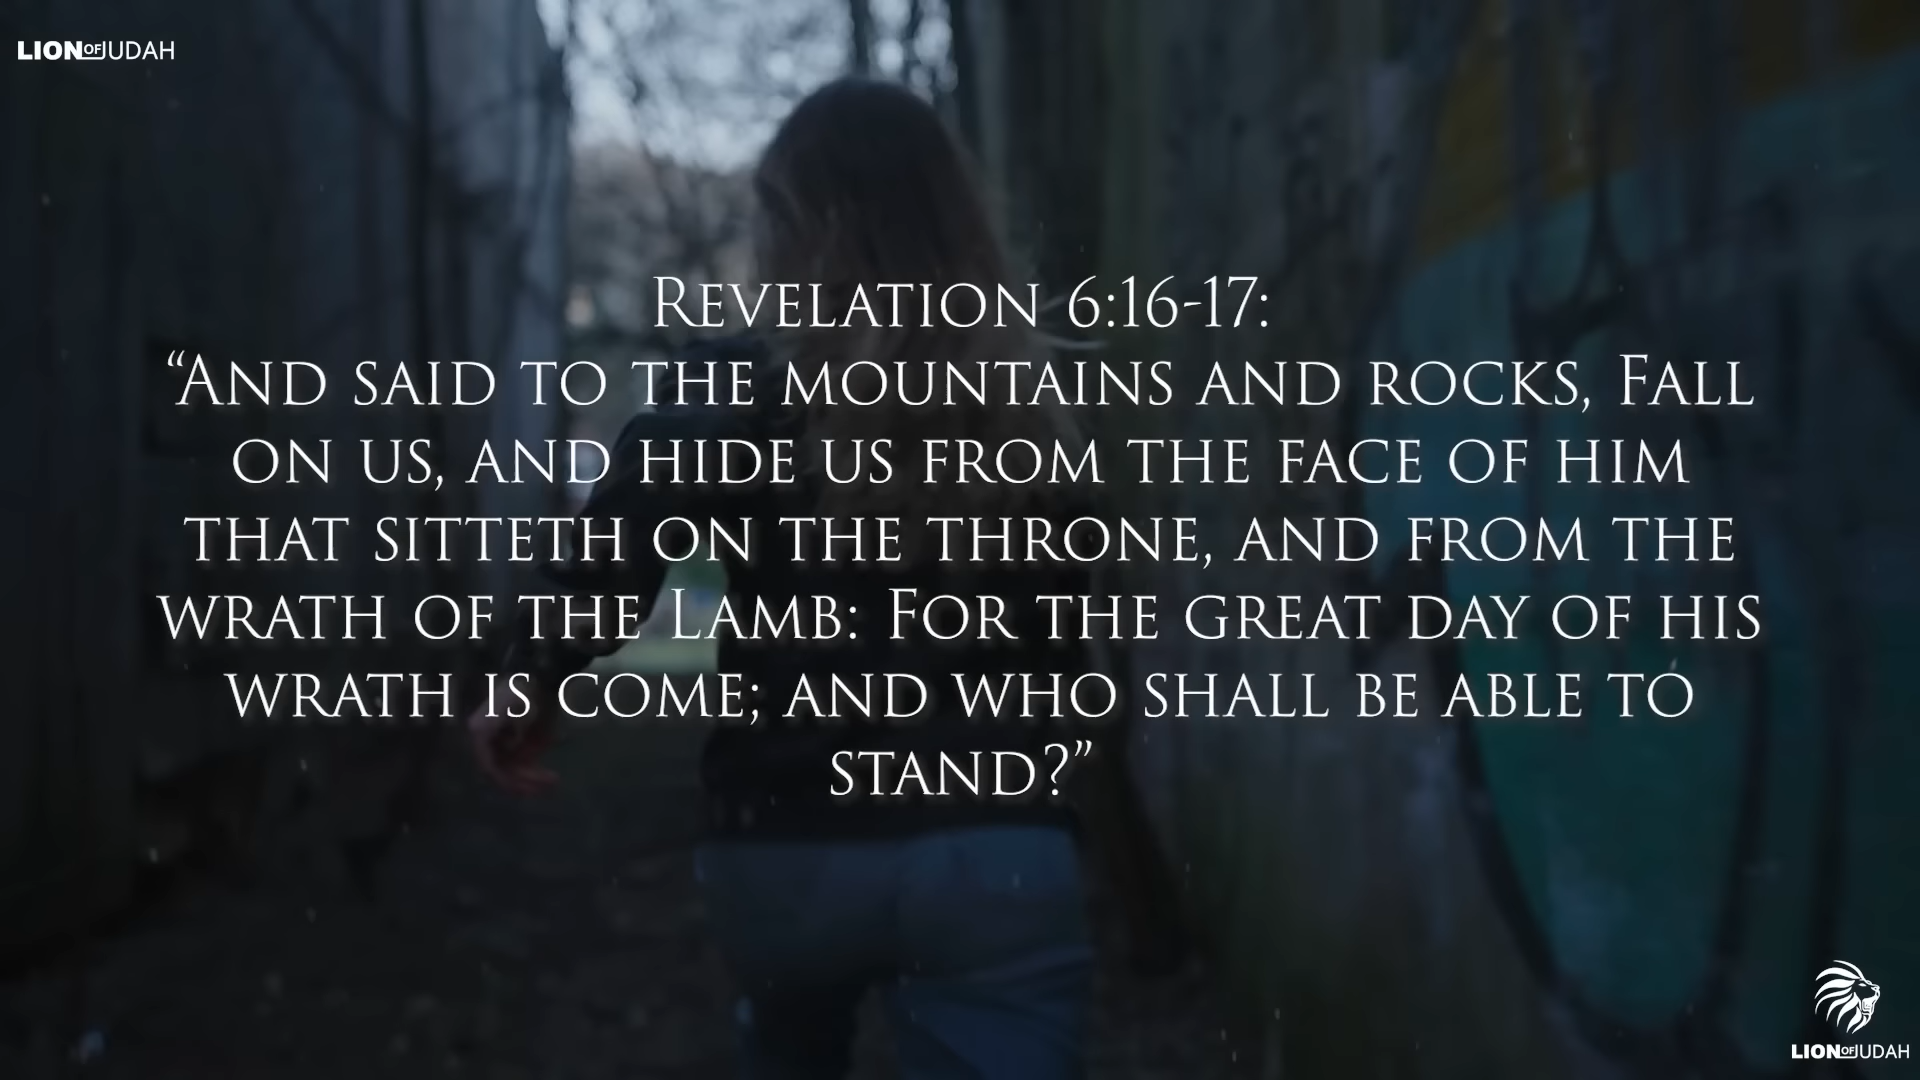 LION OF JUDAH
Revelation 6:16-17:
“And said to the mountains and rocks, Fall
on us, and hide us from the face of him
that sitteth on the throne, and from the
wrath of the Lamb: For the great day of his
wrath is come; and who shall be able to
stand?”
LION OF JUDAH